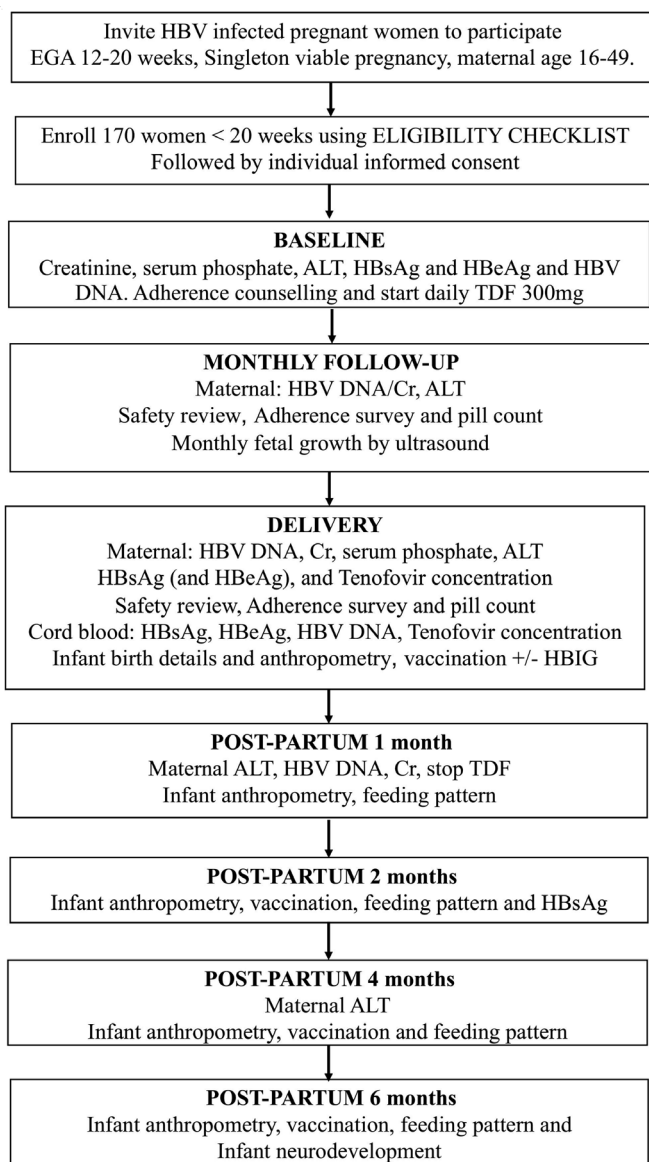 Invite HBV infected pregnant women to participate
EGA 12-20 weeks, Singleton viable pregnancy, maternal age 16-49.
Enroll 170 women < 20 weeks using ELIGIBILITY CHECKLIST
Followed by individual informed consent
BASELINE
Creatinine, serum phosphate, ALT, HBsAg and HBeAg and HBV
DNA. Adherence counselling and start daily TDF 300mg
MONTHLY FOLLOW-UP
Maternal: HBV DNA/Cr, ALT
Safety review, Adherence survey and pill count
Monthly fetal growth by ultrasound
DELIVERY
Maternal: HBV DNA, Cr, serum phosphate, ALT
HBsAg (and HBeAg), and Tenofovir concentration
Safety review, Adherence survey and pill count
Cord blood: HBsAg, HBeAg, HBV DNA, Tenofovir concentration
Infant birth details and anthropometry, vaccination +/- HBIG
POST-PARTUM 1 month
Maternal ALT, HBV DNA, Cr, stop TDF
Infant anthropometry, feeding pattern
POST-PARTUM 2 months
Infant anthropometry, vaccination, feeding pattern and HBsAg
POST-PARTUM 4 months
Maternal ALT
Infant anthropometry, vaccination and feeding pattern
POST-PARTUM 6 months
Infant anthropometry, vaccination, feeding pattern and
Infant neurodevelopment